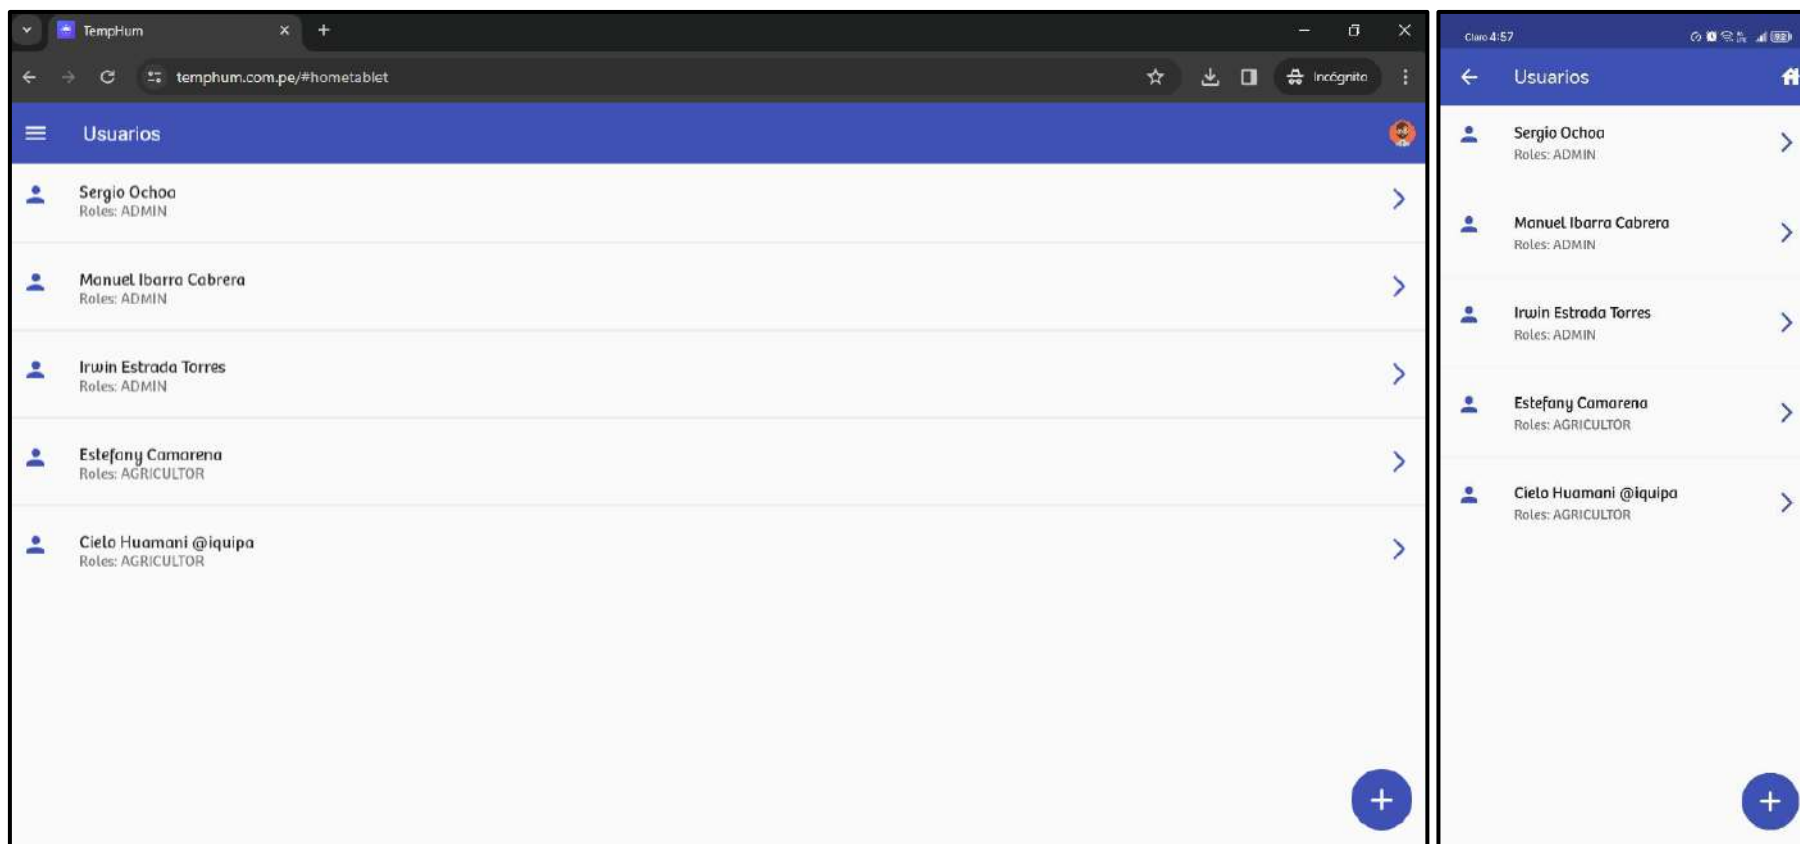 TempHum
temphum.com.pe/#hometablet
Incógnito
Usuarios
Sergio Ochoa
Roles: ADMIN
Manuel Ibarra Cabrera
Roles: ADMIN
Irwin Estrada Torres
Roles: ADMIN
Estefany Camarena
Roles: AGRICULTOR
Cielo Huamani @iquipa
Roles: AGRICULTOR
Claro 4:57
92
Usuarios
Sergio Ochoa
Roles: ADMIN
Manuel Ibarra Cabrera
Roles: ADMIN
Irwin Estrada Torres
Roles: ADMIN
Estefany Camarena
Roles: AGRICULTOR
Cielo Huamani @iquipa
Roles: AGRICULTOR